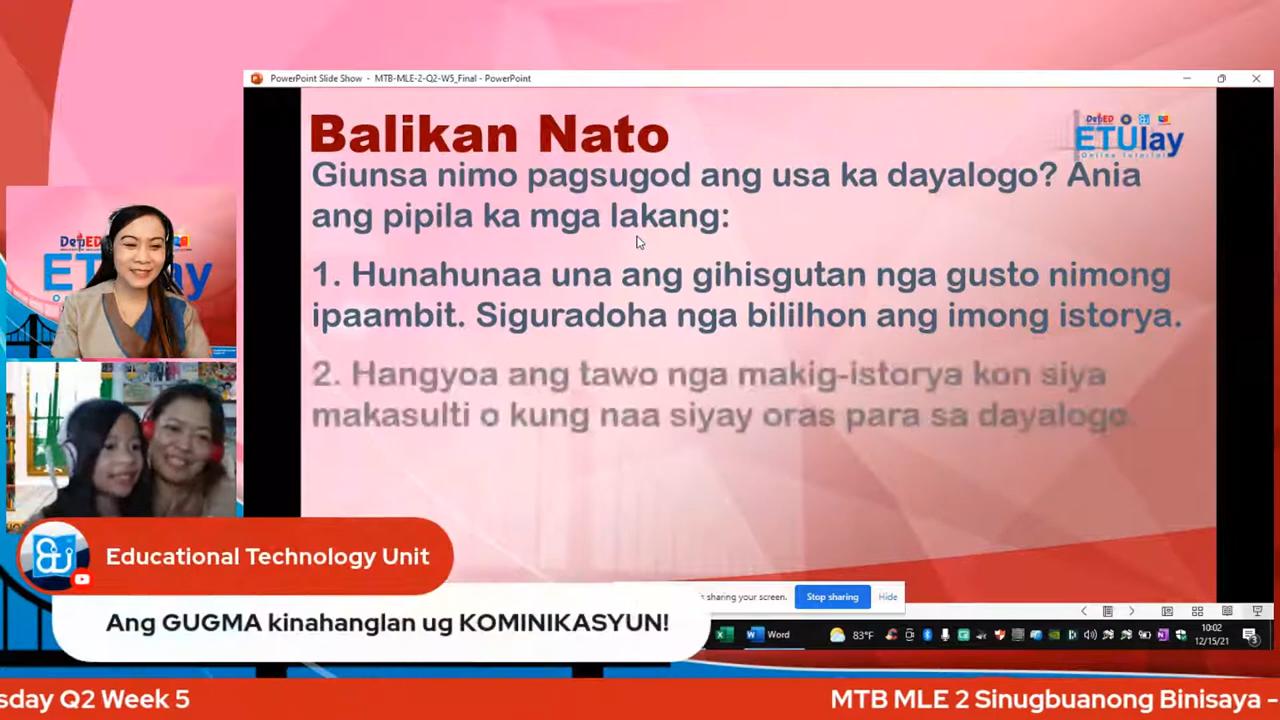 PowerPoint Slide Show - MTB-MLE-2-Q2-W5_Final - PowerPoint
Balikan Nato
DepED
ETUlay
Online Tutorial
Giunsa nimo pagsugod ang usa ka dayalogo? Ania
ang pipila ka mga lakang:
1. Hunahunaa una ang gihisgutan nga gusto nimong
ipaambit. Siguradoha nga bililhon ang imong istorya.
2. Hangyoa ang tawo nga makig-istorya kon siya
makasulti o kung naa siyay oras para sa dayalogo.
DepED
Educational Technology Unit
Ang GUGMA kinahanglan ug KOMINIKASYUN!
sharing your screen.
Stop sharing
Hide
Word
83°F
10:02
12/15/21
3
sday Q2 Week 5
MTB MLE 2 Sinugbuanong Binisaya -